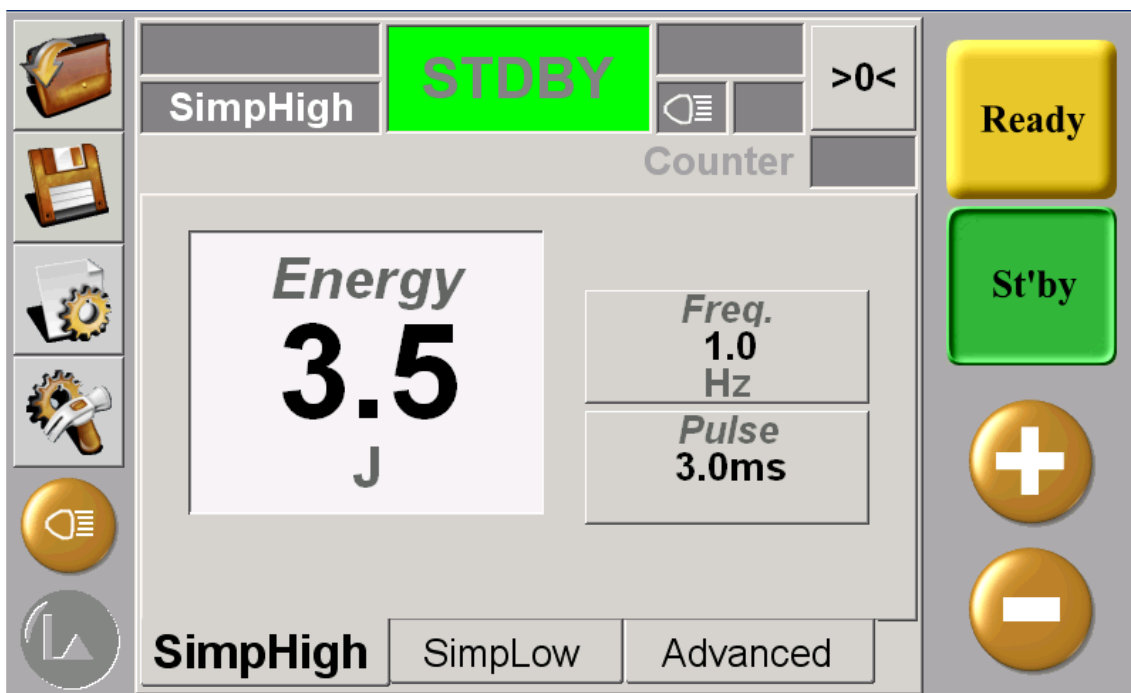 STDBY
SimpHigh
>0<
Counter
Ready
St'by
Energy
3.5
J
Freq.
1.0
Hz
Pulse
3.0ms
SimpHigh
SimpLow
Advanced